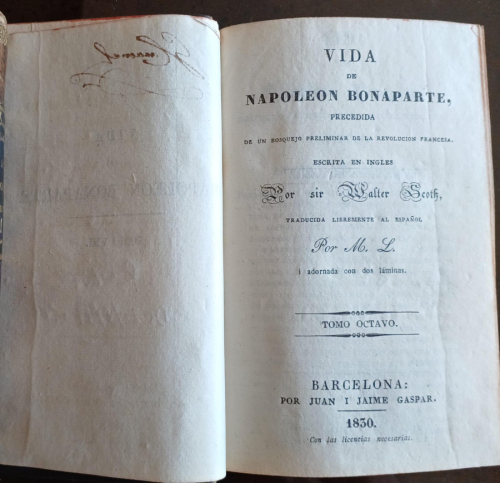 VIDA
DE
NAPOLEON BONAPARTE,
PRECEDIDA
DE UN BOSQUEJO PRELIMINAR DE LA REVOLUCION FRANCESA.
ESCRITA EN INGLES
Por sir Walter Scoth,
TRADUCIDA LIBREMENTE AL ESPAÑOL
Por M. L.
i adornada con dos láminas.
TOMO OCTAVO.
BARCELONA:
POR JUAN I JAIME GASPAR.
1830.
Con las licencias necesarias.